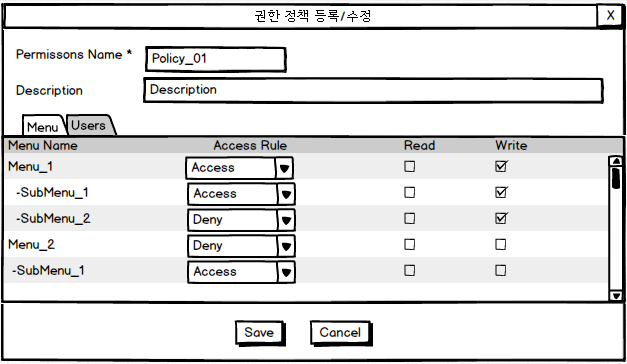 권한 정책 등록/수정 X
Permissons Name * Policy_01
Description Description
Menu Users
Menu Name Access Rule Read Write
Menu_1 Access
-SubMenu_1 Access
-SubMenu_2 Deny
Menu_2 Deny
-SubMenu_1 Access
Save Cancel